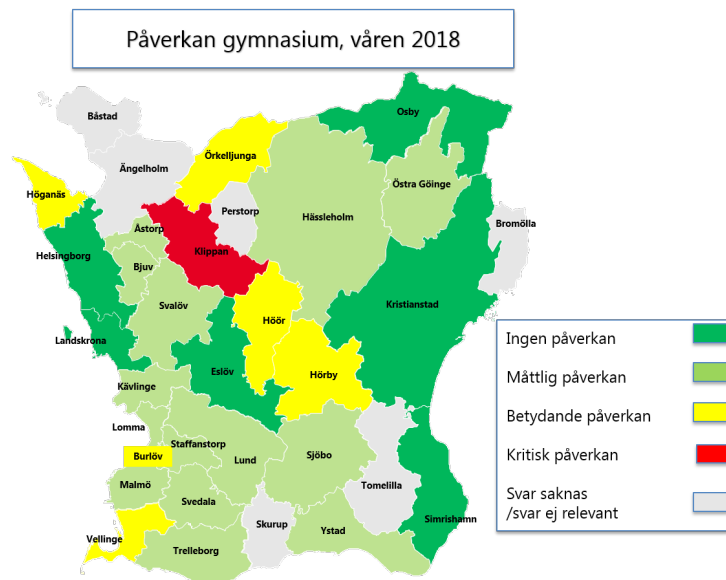 Påverkan gymnasium, våren 2018
Båstad
Osby
Örkelljunga
Ängelholm
Östra Göinge
Höganäs
Perstorp
Hässleholm
Bromölla
Åstorp
Klippan
Helsingborg
Bjuv
Kristianstad
Svalöv
Höör
Landskrona
Eslöv
Hörby
Kävlinge
Lomma
Staffanstorp
Burlöv
Lund
Sjöbo
Malmö
Tomelilla
Svedala
Simrishamn
Skurup
Ystad
Vellinge
Trelleborg
Ingen påverkan
Måttlig påverkan
Betydande påverkan
Kritisk påverkan
Svar saknas
/svar ej relevant